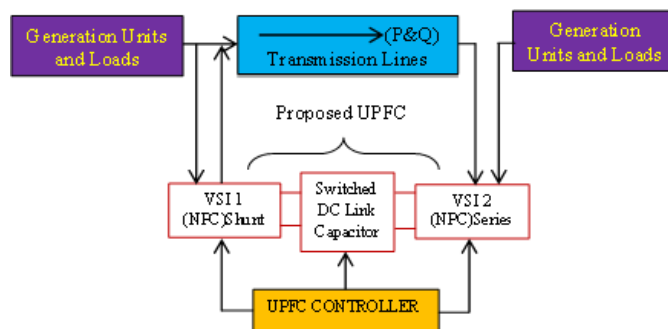 Generation Units
and Loads
(P&Q)
Transmission Lines
Generation
Units and Loads
Proposed UPFC
VSI 1
(NPC)Shunt
Switched
DC Link
Capacitor
VSI 2
(NPC)Series
UPFC CONTROLLER